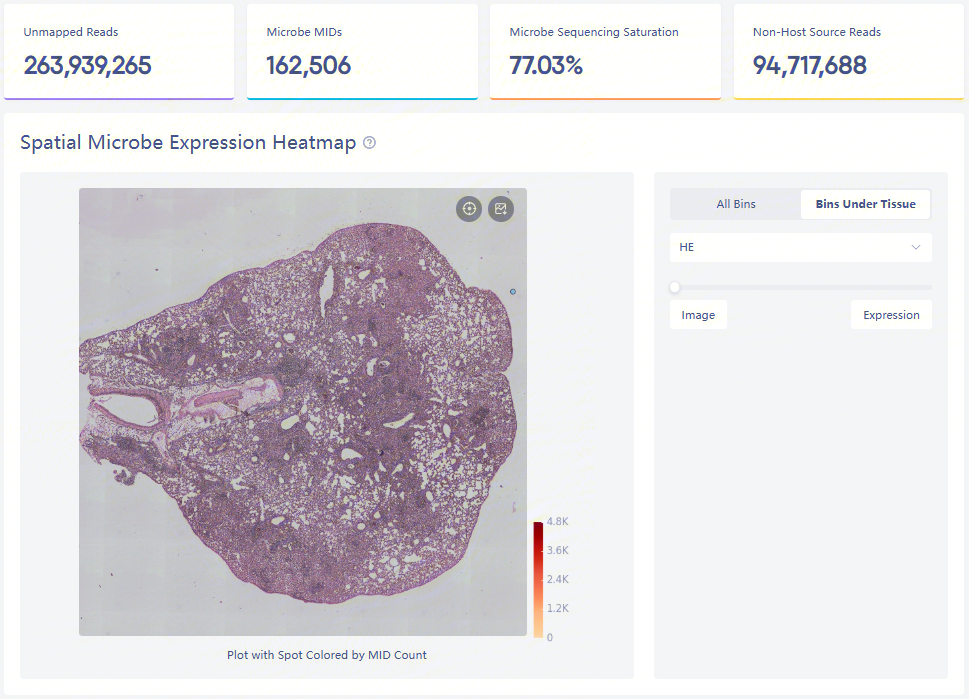 Unmapped Reads
263,939,265
Microbe MIDs
162,506
Microbe Sequencing Saturation
77.03%
Non-Host Source Reads
94,717,688
Spatial Microbe Expression Heatmap ?
All Bins
Bins Under Tissue
HE
Image
Expression
4.8K
3.6K
2.4K
1.2K
0
Plot with Spot Colored by MID Count